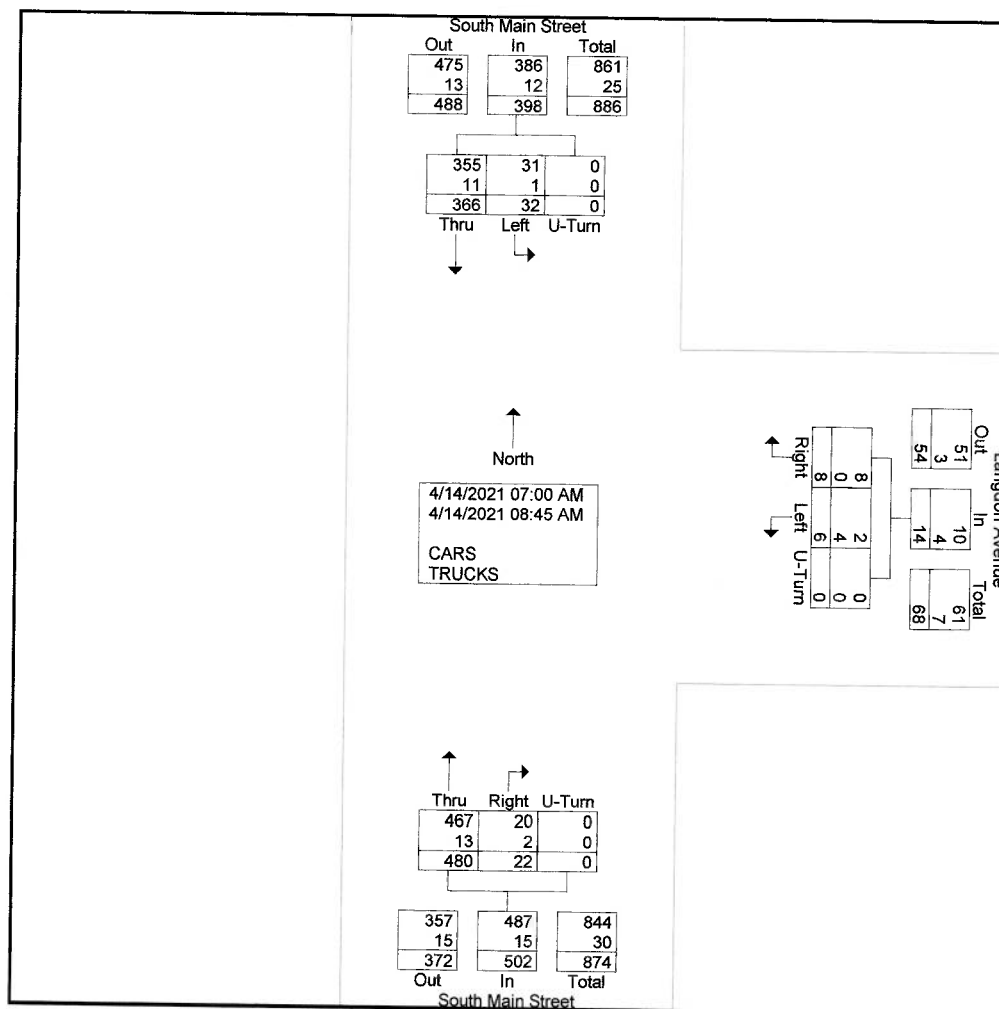 South Main Street
Out In Total
475 386 861
13 12 25
488 398 886
355 31 0
11 1 0
366 32 0
Thru Left U-Turn
North
4/14/2021 07:00 AM
4/14/2021 08:45 AM
CARS
TRUCKS
Langdon Avenue
Out In Total
51 10 61
3 4 7
54 14 68
8 2 0
0 4 0
8 6 0
Right Left U-Turn
Thru Right U-Turn
467 20 0
13 2 0
480 22 0
357 487 844
15 15 30
372 502 874
Out In Total
South Main Street